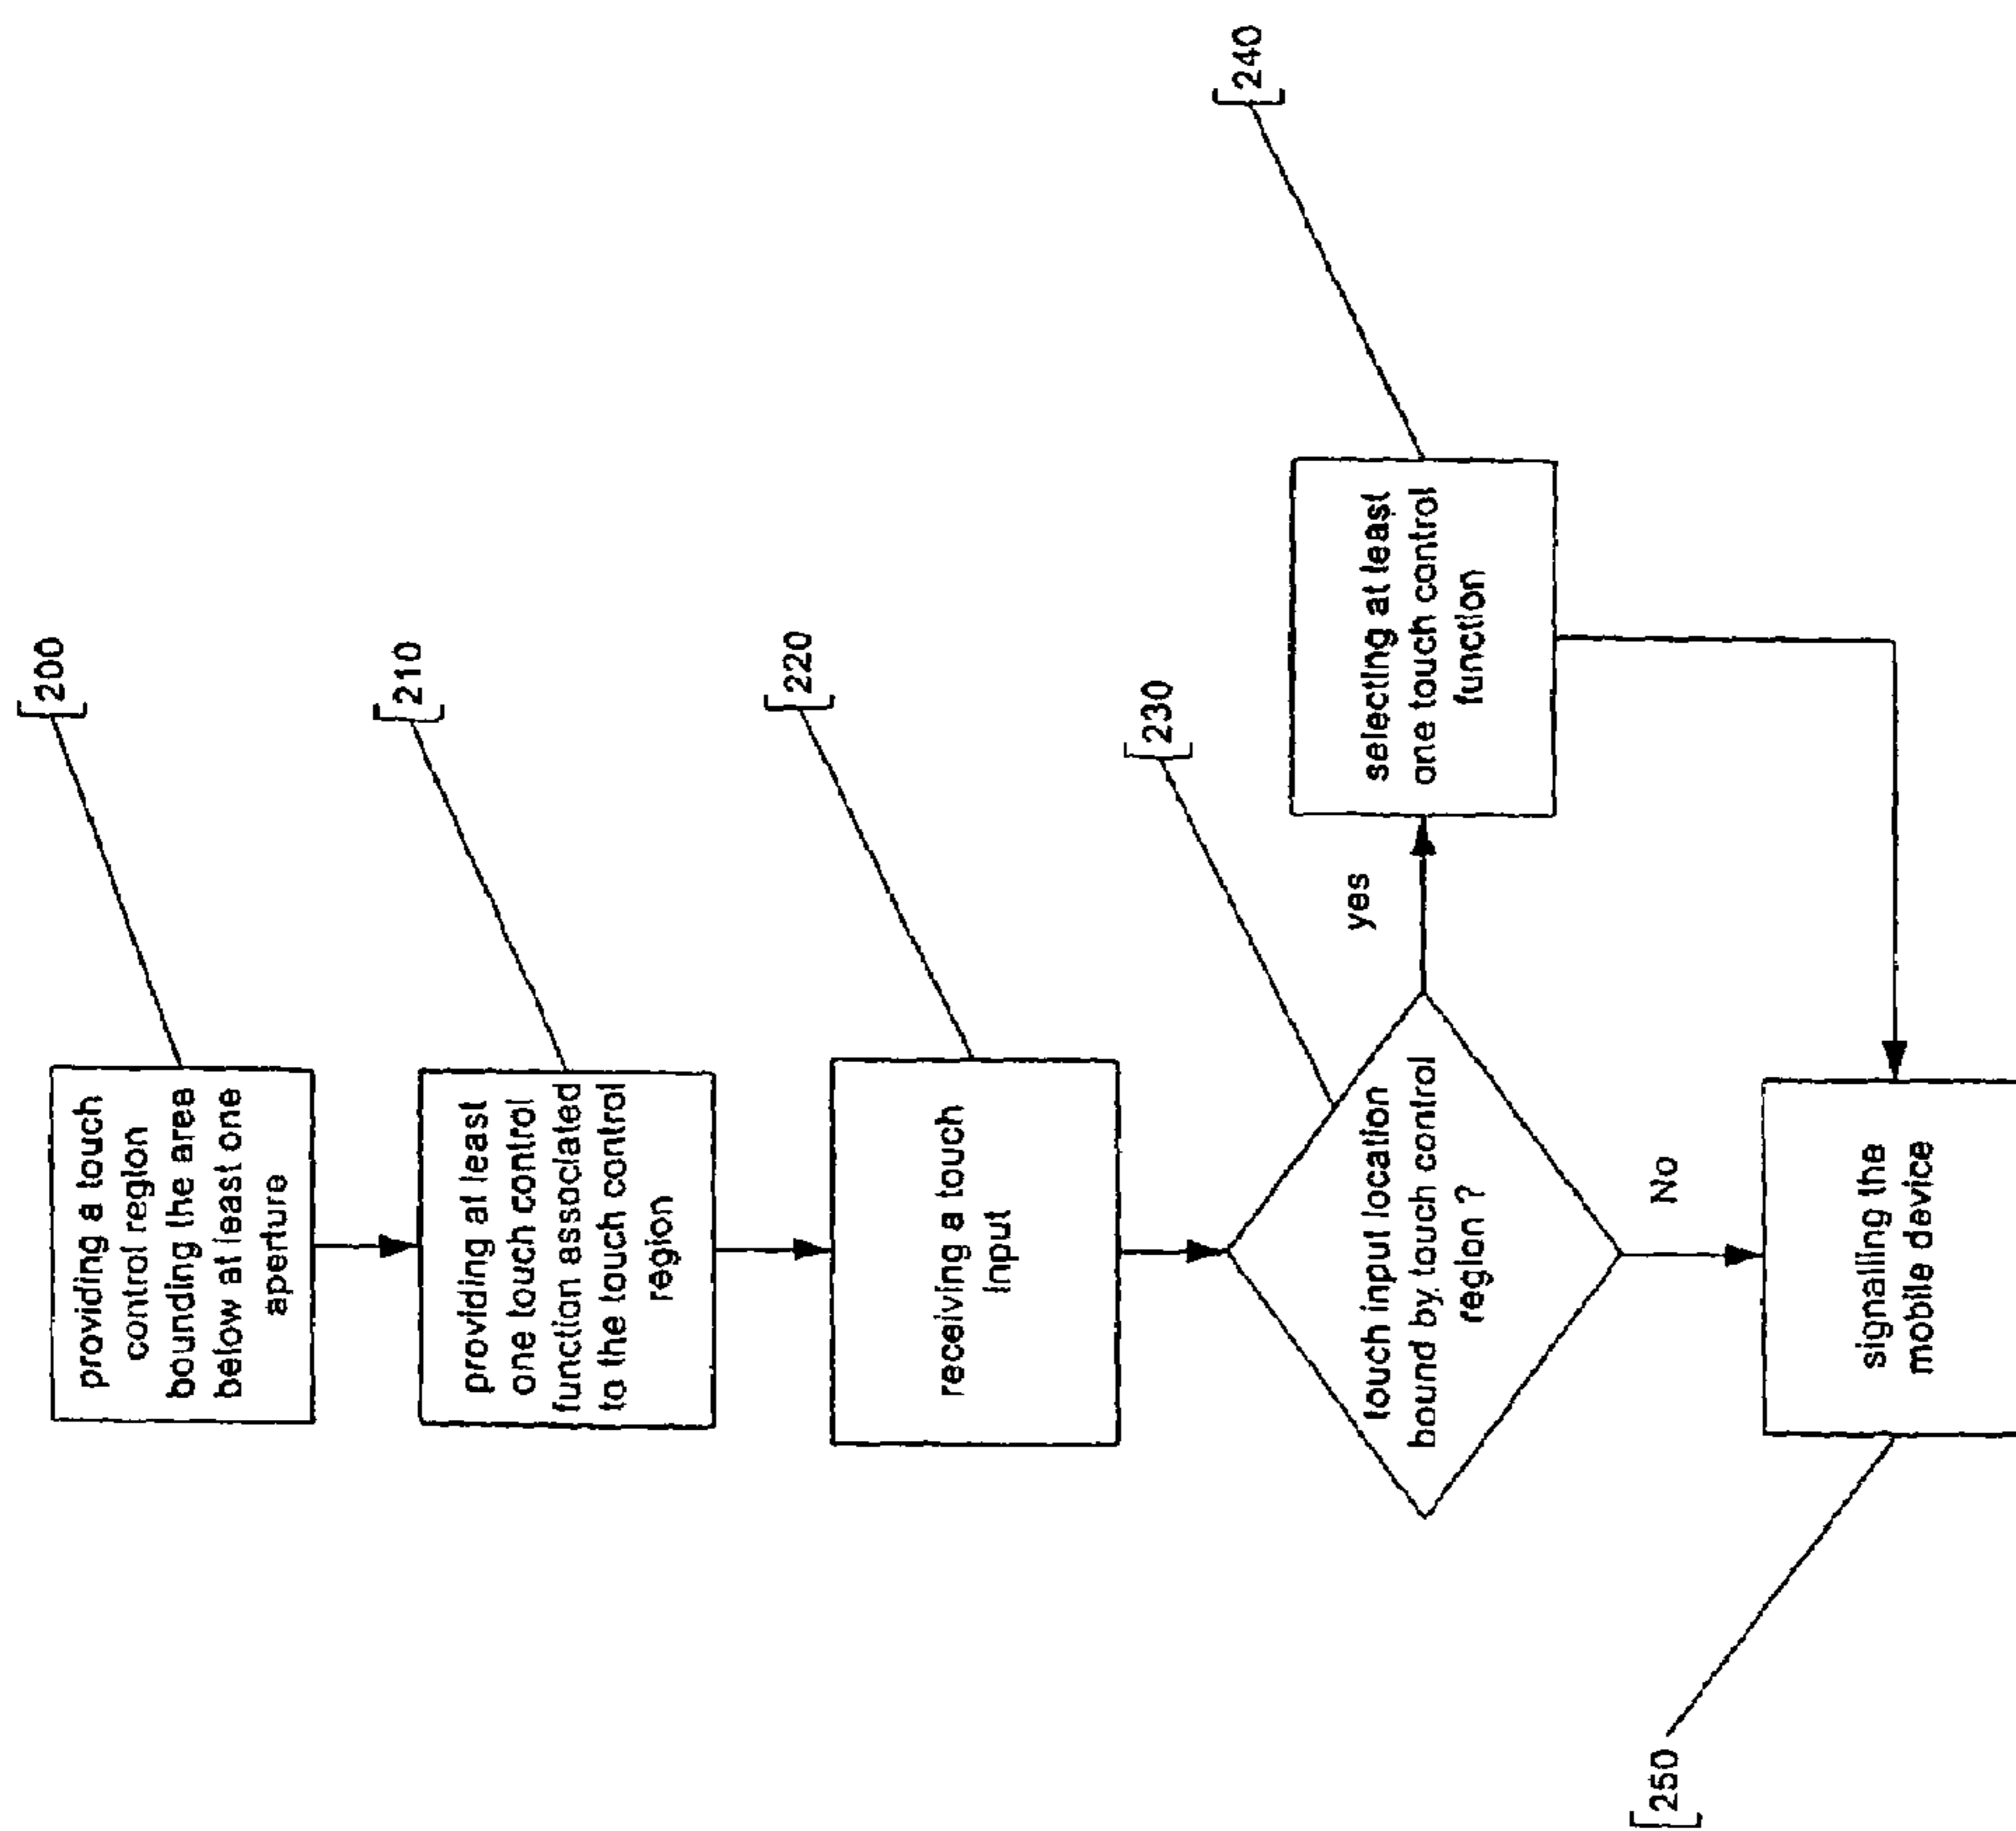 providing a touch
control region
bounding the area
below at least one
aperture
200
providing at least
one touch control
function associated
to the touch control
region
210
receiving a touch
input
220
touch input location
bound by touch control
region ?
230
yes
selecting at least
one touch control
function
240
No
signalling the
mobile device
250